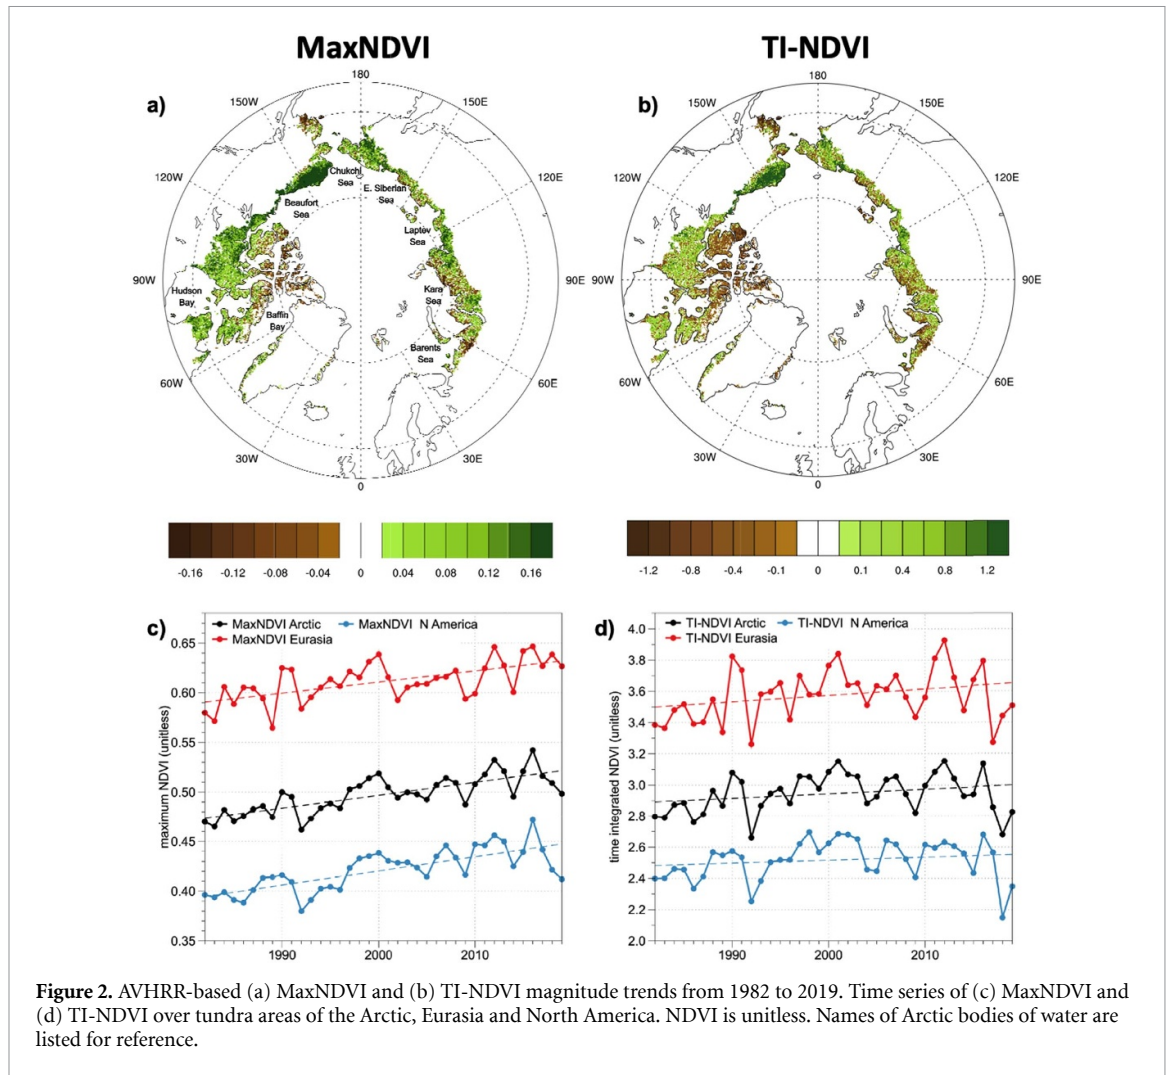 MaxNDVI
TI-NDVI
a)
180
150W
150E
120W
120E
90W
90E
60W
60E
30W
30E
0
Chukchi
Sea
E. Siberian
Sea
Beaufort
Sea
Laptev
Sea
Hudson
Bay
Kara
Sea
Baffin
Bay
Barents
Sea
b)
180
150W
150E
120W
120E
90W
90E
60W
60E
30W
30E
0
-0.16 -0.12 -0.08 -0.04 0 0.04 0.08 0.12 0.16
-1.2 -0.8 -0.4 -0.1 0 0.1 0.4 0.8 1.2
c)
MaxNDVI Arctic MaxNDVI N America
MaxNDVI Eurasia
maximum NDVI (unitless)
0.65
0.60
0.55
0.50
0.45
0.40
0.35
1990 2000 2010
d)
TI-NDVI Arctic TI-NDVI N America
TI-NDVI Eurasia
time integrated NDVI (unitless)
4.0
3.8
3.6
3.4
3.2
3.0
2.8
2.6
2.4
2.2
2.0
1990 2000 2010
Figure 2. AVHRR-based (a) MaxNDVI and (b) TI-NDVI magnitude trends from 1982 to 2019. Time series of (c) MaxNDVI and
(d) TI-NDVI over tundra areas of the Arctic, Eurasia and North America. NDVI is unitless. Names of Arctic bodies of water are
listed for reference.